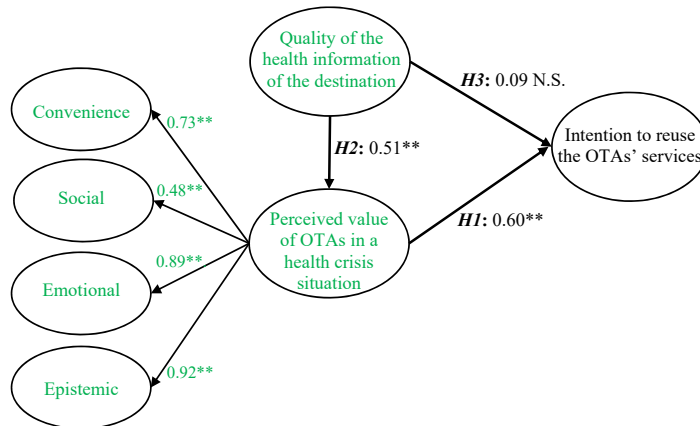 Quality of the
health information
of the destination
H3: 0.09 N.S.
Convenience
0.73**
H2: 0.51**
Intention to reuse
the OTAs' services
Social
0.48**
Perceived value
of OTAs in a
health crisis
situation
H1: 0.60**
Emotional
0.89**
Epistemic
0.92**